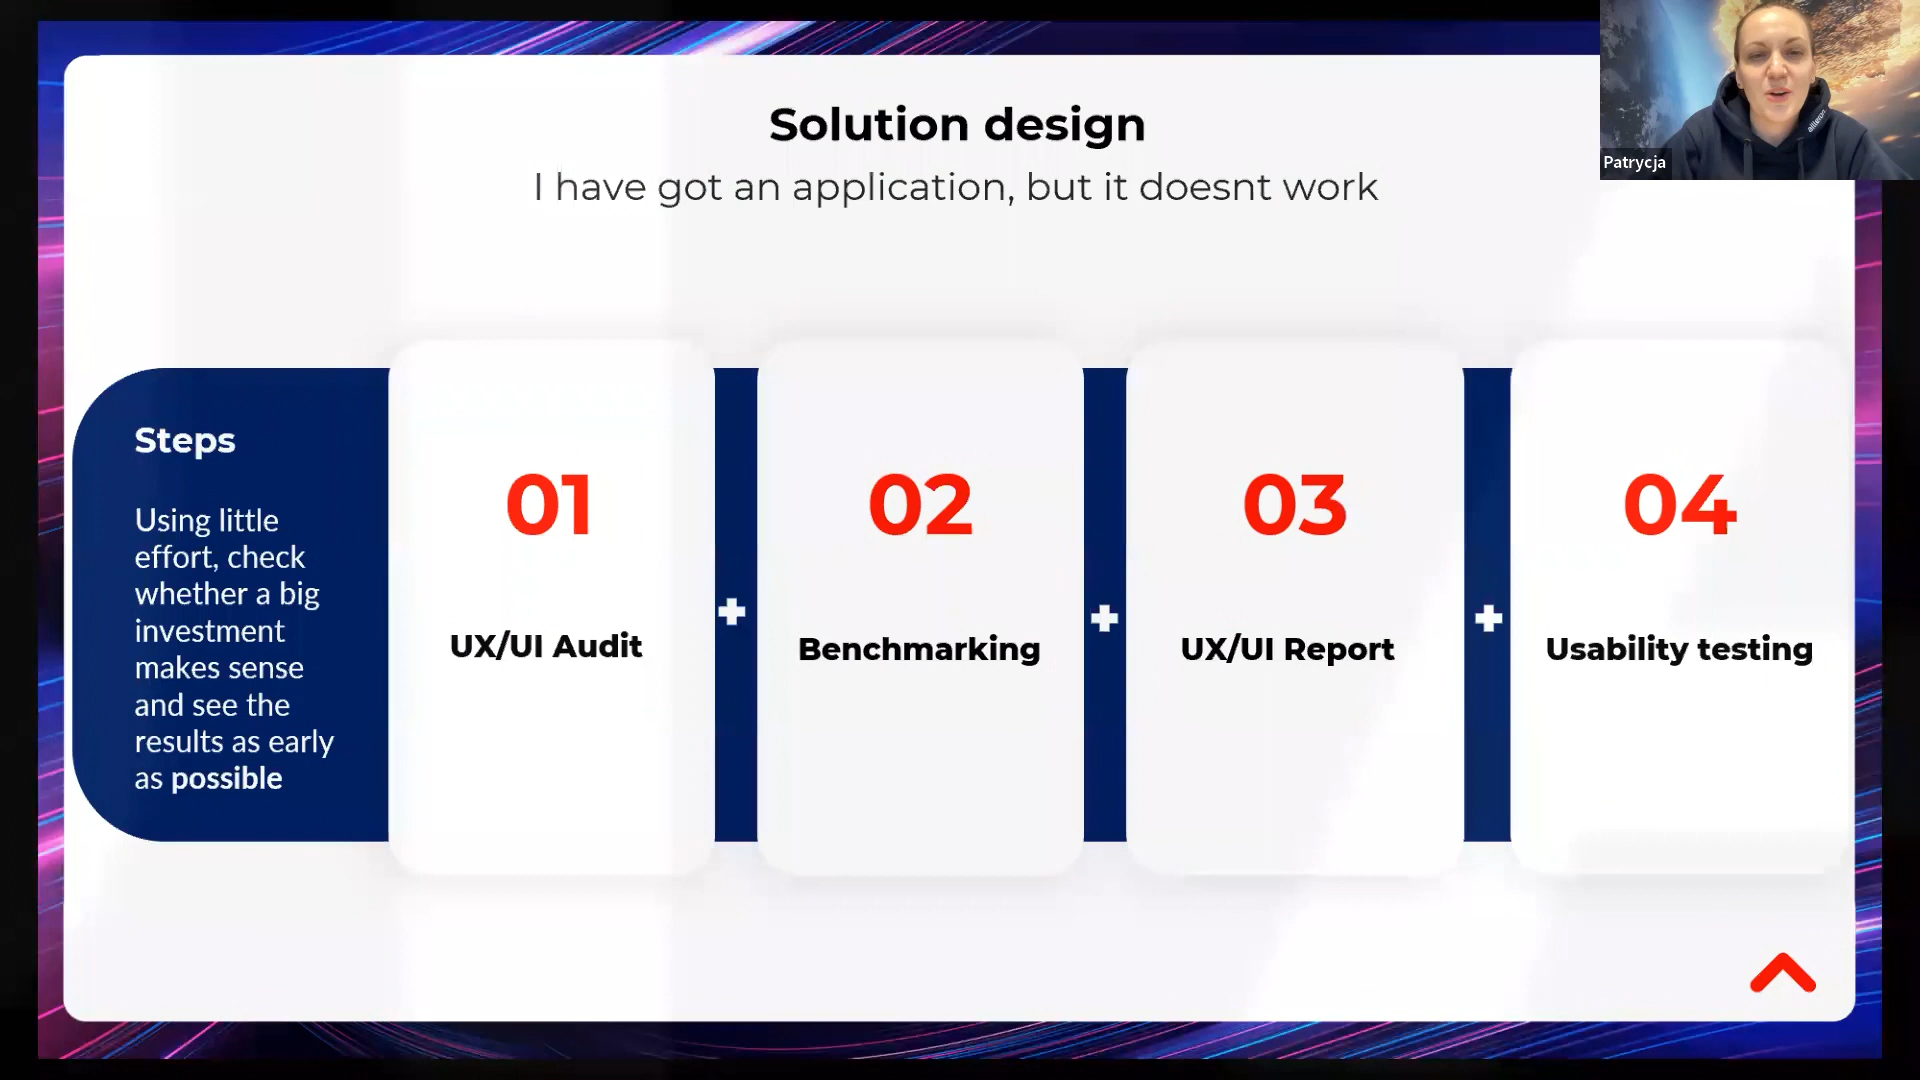 Solution design
I have got an application, but it doesnt work
Patrycja
Steps
Using little
effort, check
whether a big
investment
makes sense
and see the
results as early
as possible
01
UX/UI Audit
02
Benchmarking
03
UX/UI Report
04
Usability testing